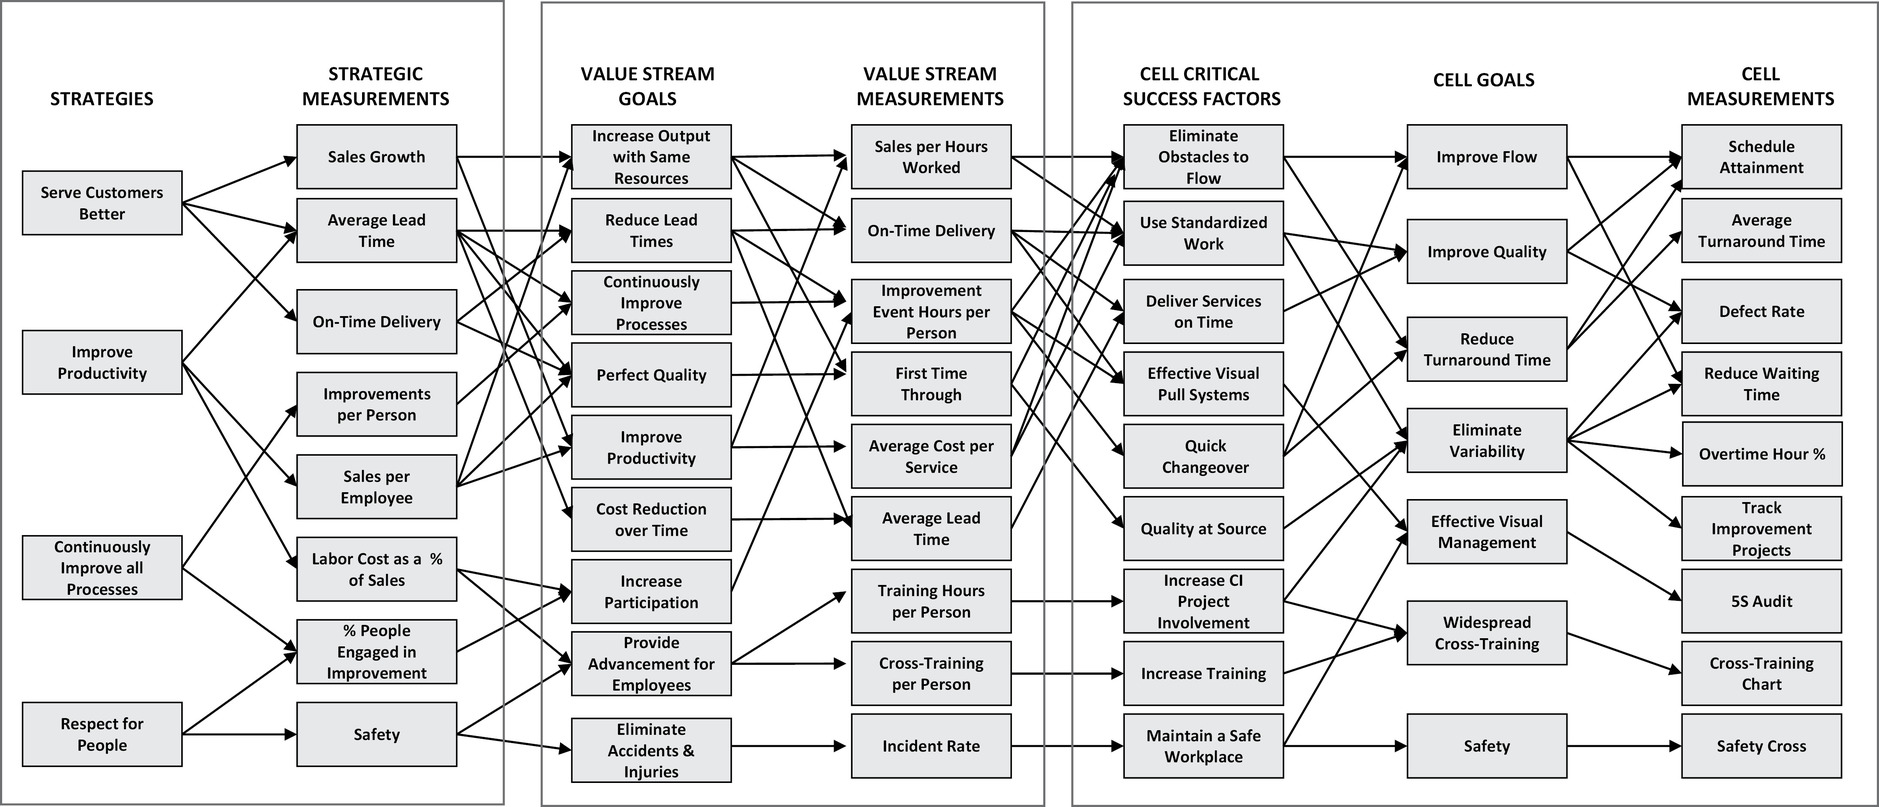 STRATEGIES
STRATEGIC
MEASUREMENTS
VALUE STREAM
GOALS
VALUE STREAM
MEASUREMENTS
CELL CRITICAL
SUCCESS FACTORS
CELL GOALS
CELL
MEASUREMENTS
Serve Customers
Better
Improve
Productivity
Continuously
Improve all
Processes
Respect for
People
Sales Growth
Average Lead
Time
On-Time Delivery
Improvements
per Person
Sales per
Employee
Labor Cost as a %
of Sales
% People
Engaged in
Improvement
Safety
Increase Output
with Same
Resources
Reduce Lead
Times
Continuously
Improve
Processes
Perfect Quality
Improve
Productivity
Cost Reduction
over Time
Increase
Participation
Provide
Advancement for
Employees
Eliminate
Accidents &
Injuries
Sales per Hours
Worked
On-Time Delivery
Improvement
Event Hours per
Person
First Time
Through
Average Cost per
Service
Average Lead
Time
Training Hours
per Person
Cross-Training
per Person
Incident Rate
Eliminate
Obstacles to
Flow
Use Standardized
Work
Deliver Services
on Time
Effective Visual
Pull Systems
Quick
Changeover
Quality at Source
Increase CI
Project
Involvement
Increase Training
Maintain a Safe
Workplace
Improve Flow
Improve Quality
Reduce
Turnaround Time
Eliminate
Variability
Effective Visual
Management
Widespread
Cross-Training
Safety
Schedule
Attainment
Average
Turnaround Time
Defect Rate
Reduce Waiting
Time
Overtime Hour %
Track
Improvement
Projects
5S Audit
Cross-Training
Chart
Safety Cross